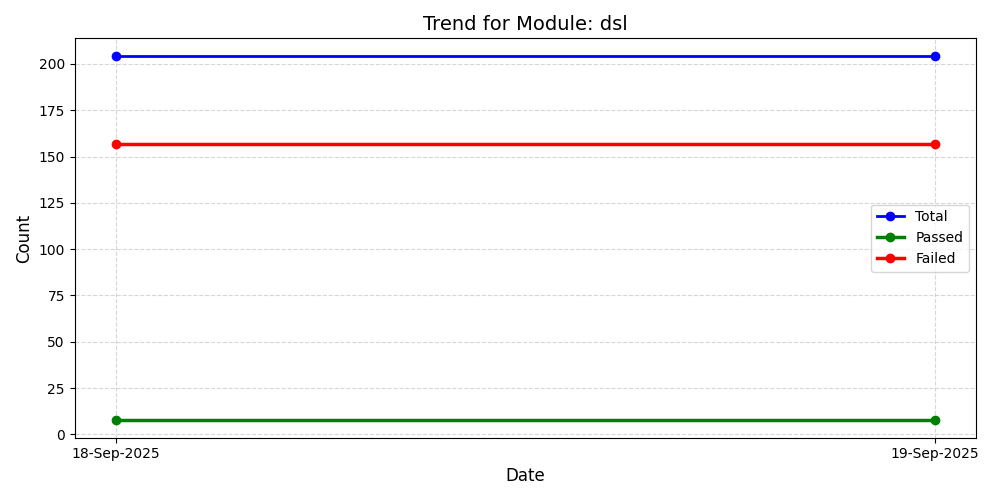 Trend for Module: dsl
200
175
150
125
100
75
50
25
0
Count
Total
Passed
Failed
18-Sep-2025
19-Sep-2025
Date